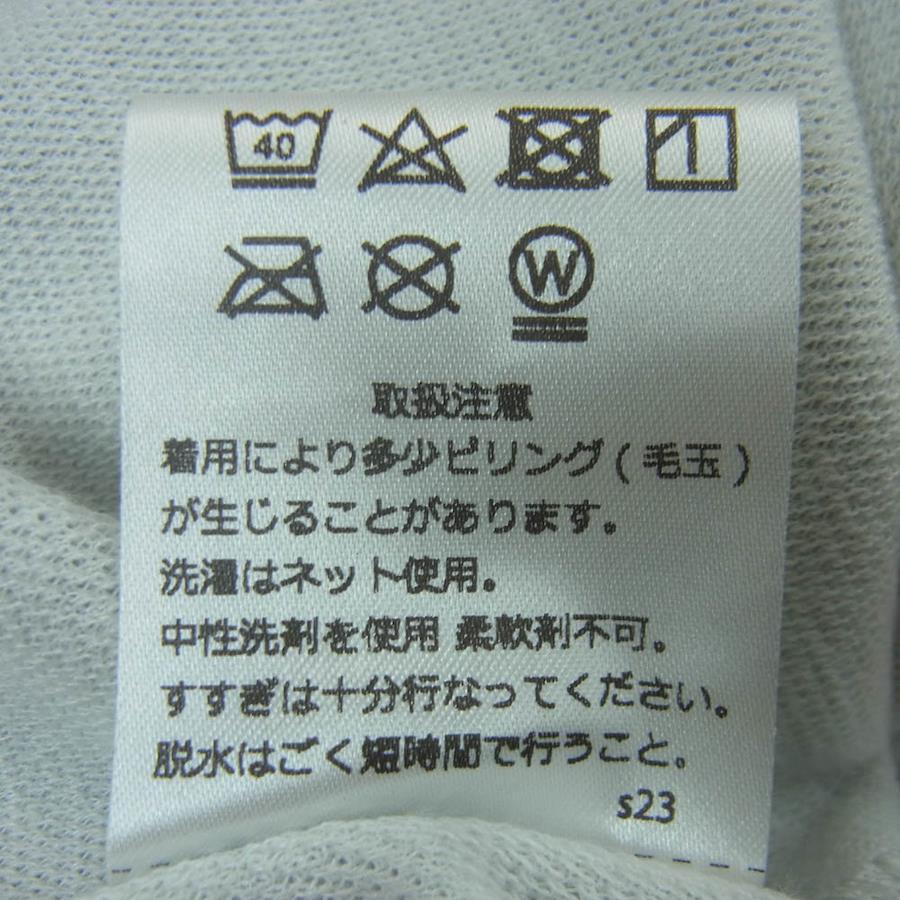 40
W
取扱注意
着用により多少ピリング(毛玉)
が生じることがあります。
洗濯はネット使用。
中性洗剤を使用 柔軟剤不可。
すすぎは十分行なってください。
脱水はごく短時間で行うこと。
s23